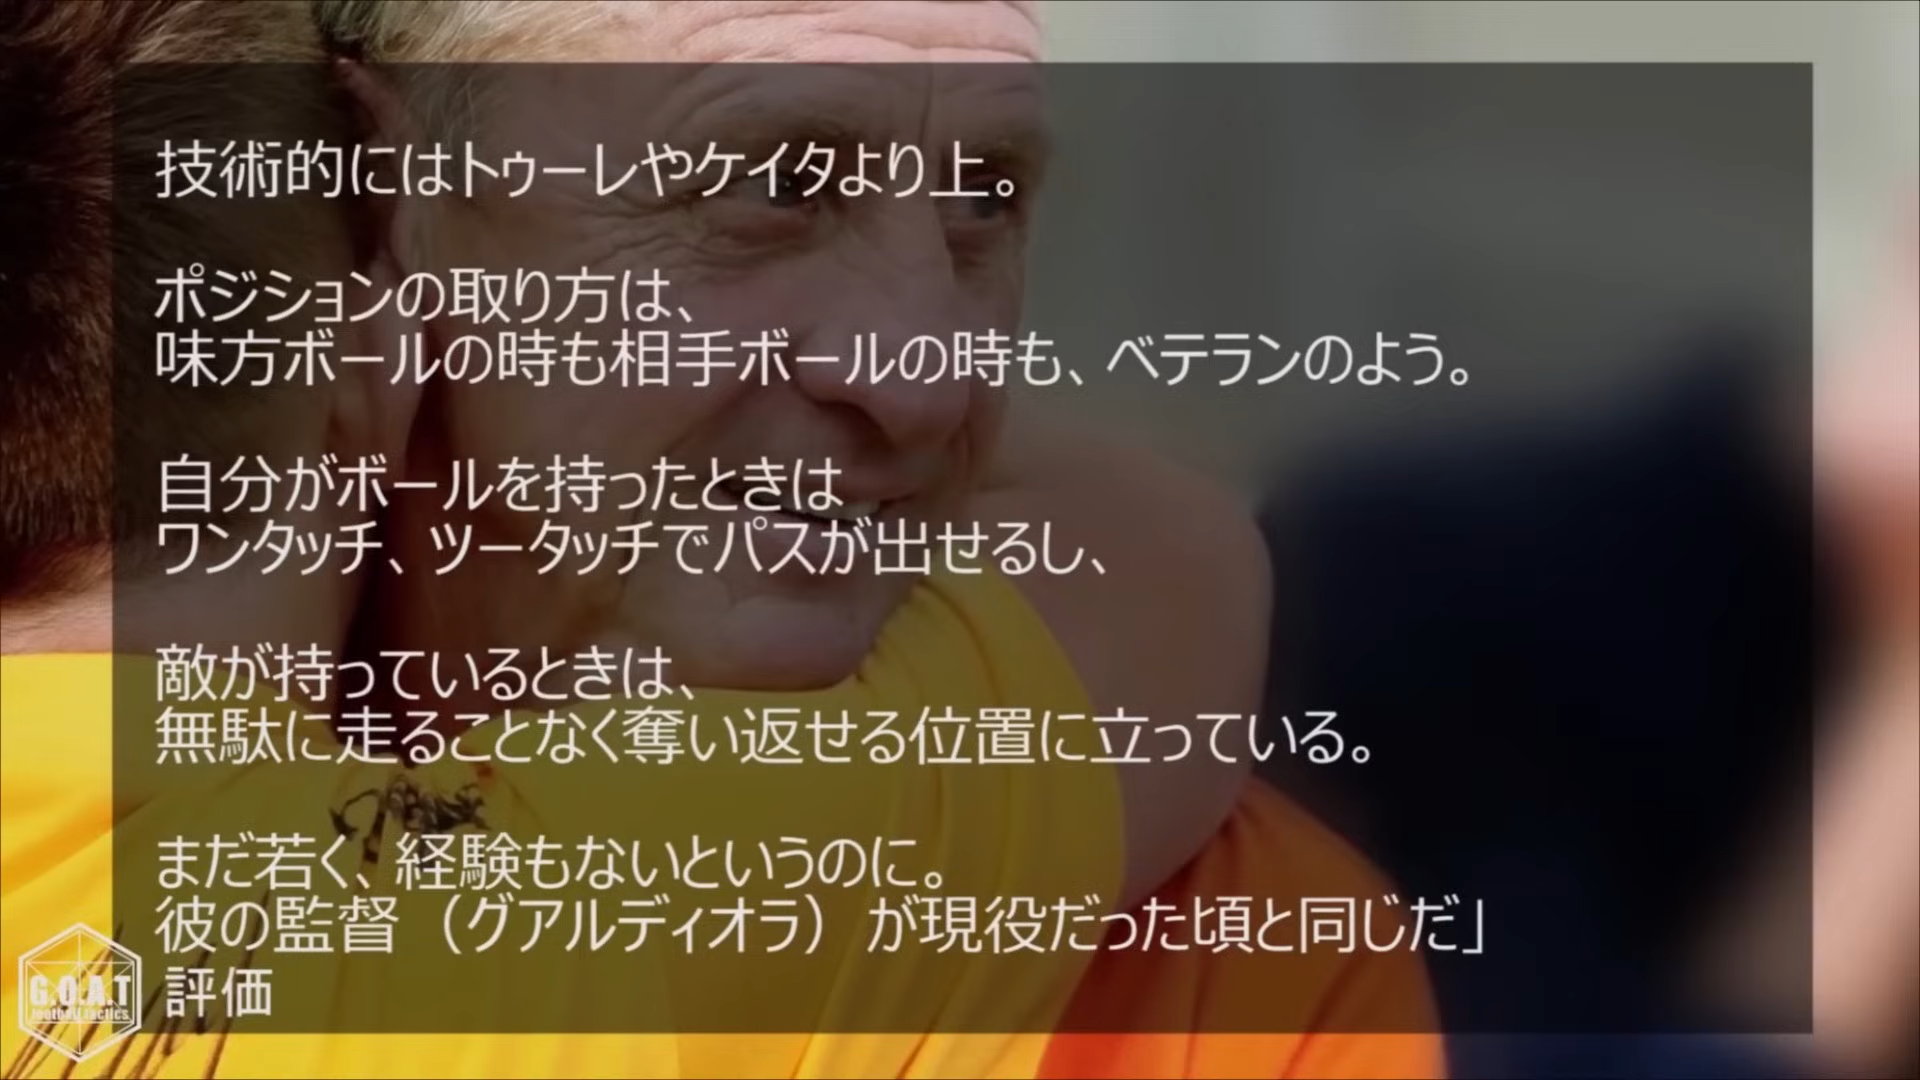 技術的にはトゥーレやケイタより上。
ポジションの取り方は、
味方ボールの時も相手ボールの時も、ベテランのよう。
自分がボールを持ったときは
ワンタッチ、ツータッチでパスが出せるし、
敵が持っているときは、
無駄に走ることなく奪い返せる位置に立っている。
まだ若く、経験もないというのに。
彼の監督（グアルディオラ）が現役だった頃と同じだ」
評価
G.O.A.T
football tactics